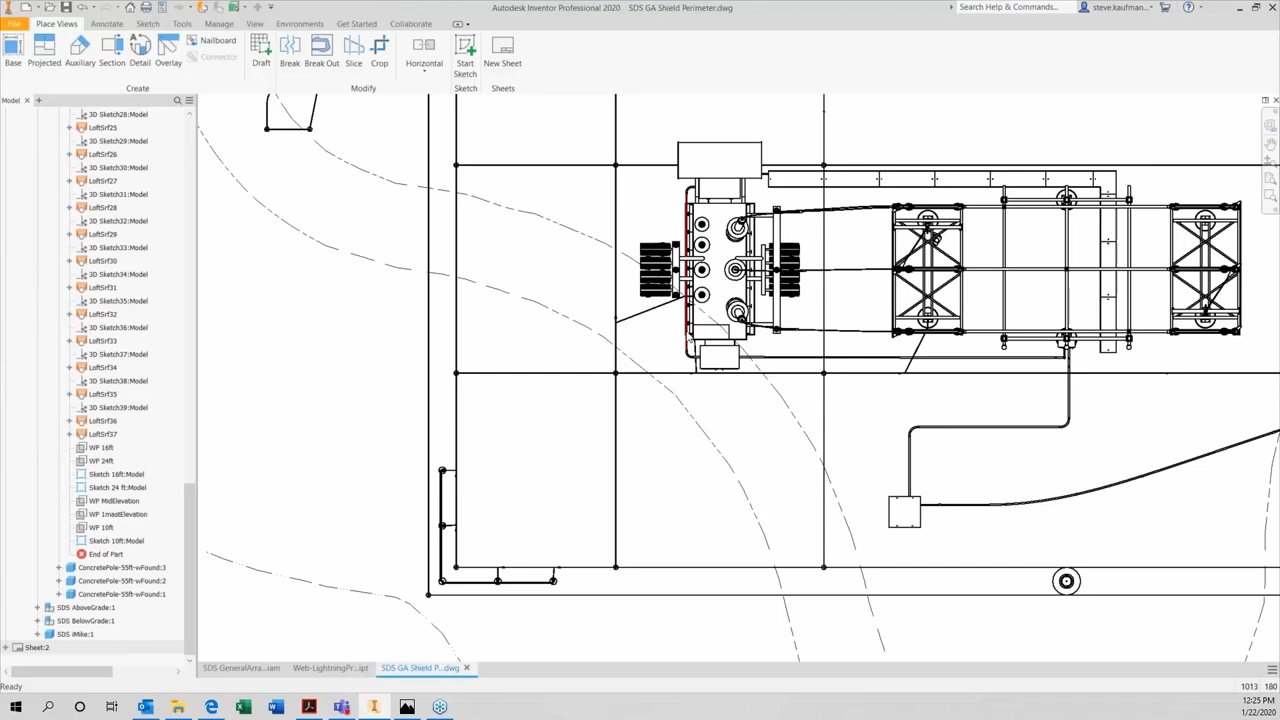 Autodesk Inventor Professional 2020 SDS GA Shield Perimeter.dwg
Search Help & Commands...
steve.kaufman...
File Place Views Annotate Sketch Tools Manage View Environments Get Started Collaborate
Base Projected Auxiliary Section Detail Overlay
Nailboard
Connector
Draft Break Break Out Slice Crop Horizontal Start Sketch New Sheet
Create Modify Sketch Sheets
Model
3D Sketch28:Model
LoftSrf25
3D Sketch29:Model
LoftSrf26
3D Sketch30:Model
LoftSrf27
3D Sketch31:Model
LoftSrf28
3D Sketch32:Model
LoftSrf29
3D Sketch33:Model
LoftSrf30
3D Sketch34:Model
LoftSrf31
3D Sketch35:Model
LoftSrf32
3D Sketch36:Model
LoftSrf33
3D Sketch37:Model
LoftSrf34
3D Sketch38:Model
LoftSrf35
3D Sketch39:Model
LoftSrf36
LoftSrf37
WP 16ft
WP 24ft
Sketch 16ft:Model
Sketch 24 ft:Model
WP MidElevation
WP 1mastElevation
WP 10ft
Sketch 10ft:Model
End of Part
ConcretePole-55ft-wFound:3
ConcretePole-55ft-wFound:2
ConcretePole-55ft-wFound:1
SDS AboveGrade:1
SDS BelowGrade:1
SDS iMike:1
Sheet:2
SDS GeneralArra...iam Web-LightningPr...ipt SDS GA Shield P...dwg
Ready
1013 180
12:25 PM
1/22/2020